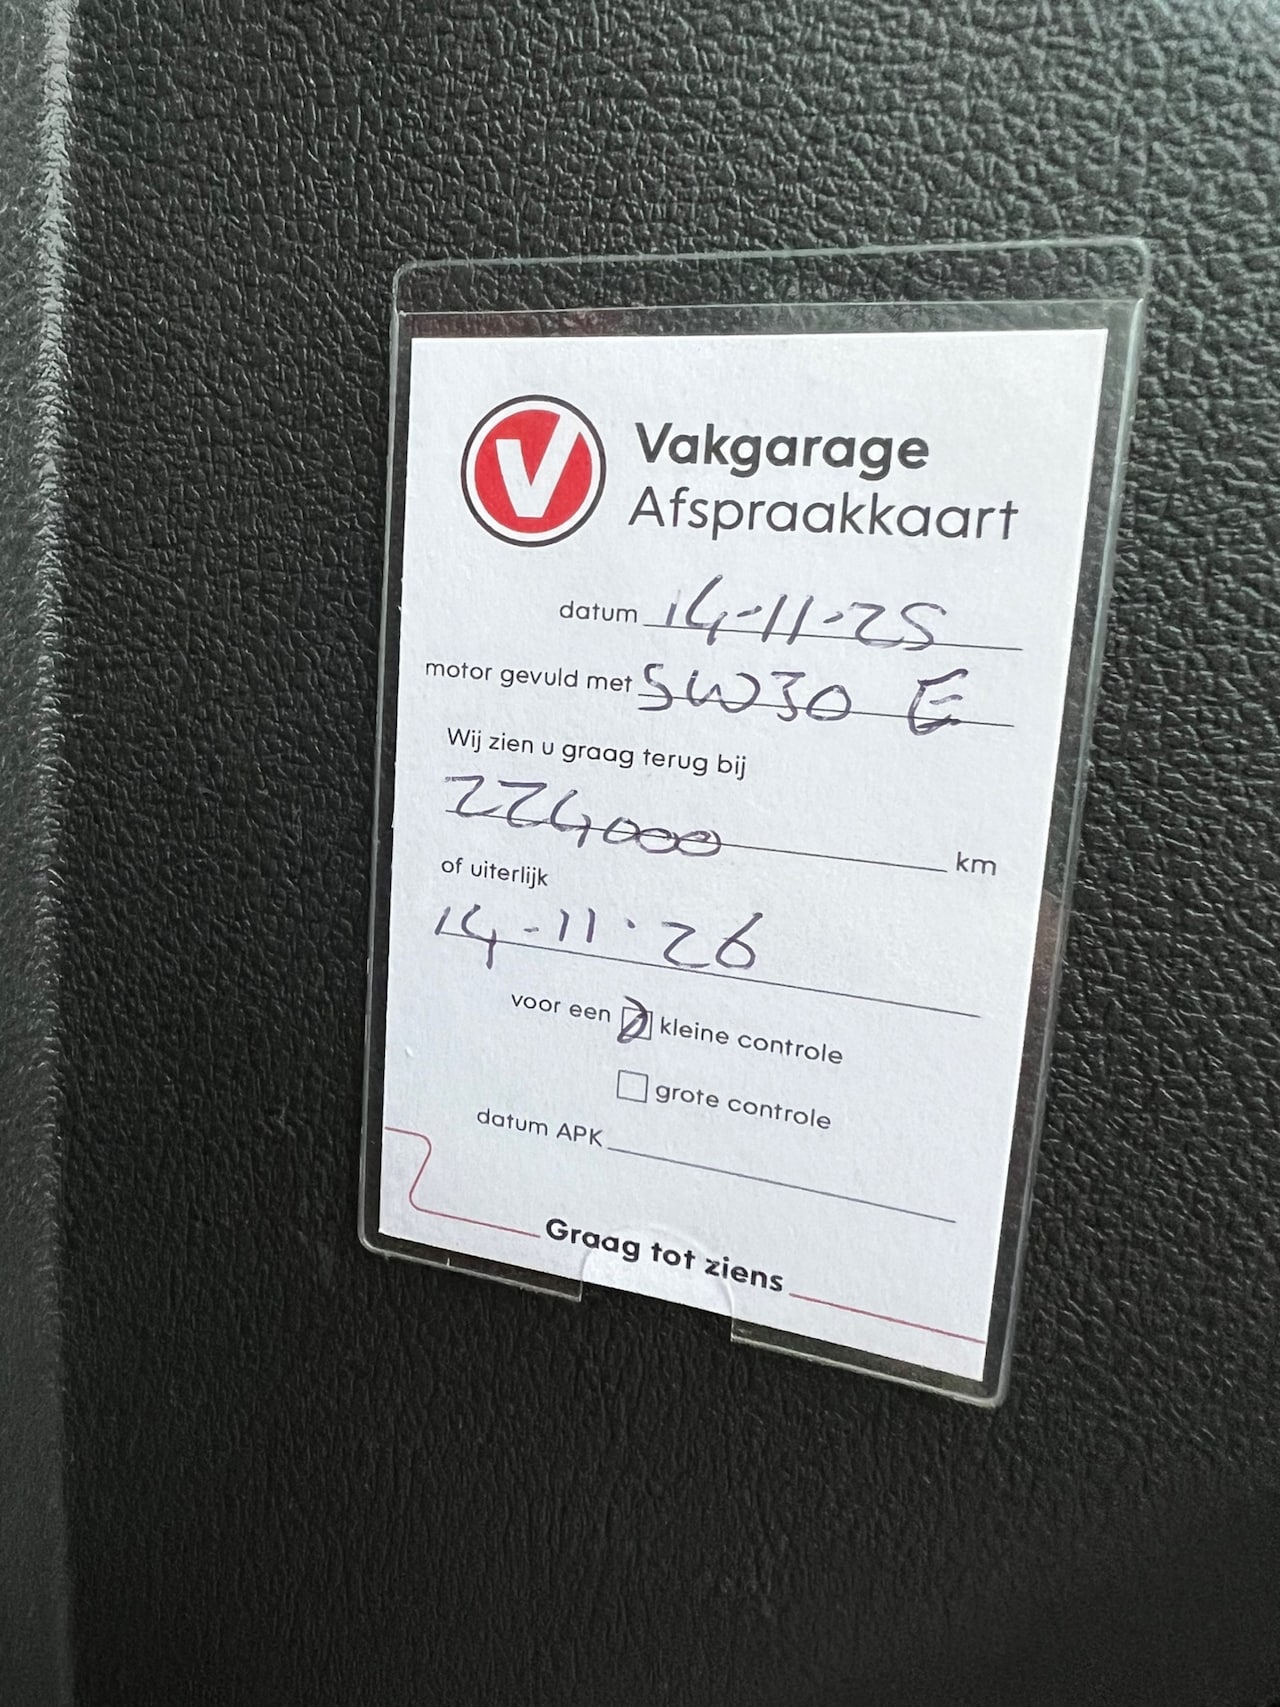 V
Vakgarage
Afspraakkaart
datum 14-11-25
motor gevuld met 5W30 E
Wij zien u graag terug bij
224000 km
of uiterlijk
14-11-26
voor een kleine controle
grote controle
datum APK
Graag tot ziens